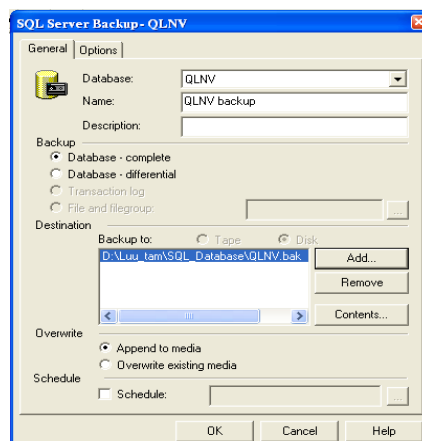 SQL Server Backup- QLNV
General Options
Database: QLNV
Name: QLNV backup
Description:
Backup
Database - complete
Database - differential
Transaction log
File and filegroup: ...
Destination
Backup to: Tape Disk
D:\Luu_tam\SQL_Database\QLNV.bak
Add...
Remove
Contents...
Overwrite
Append to media
Overwrite existing media
Schedule
Schedule: ...
OK Cancel Help